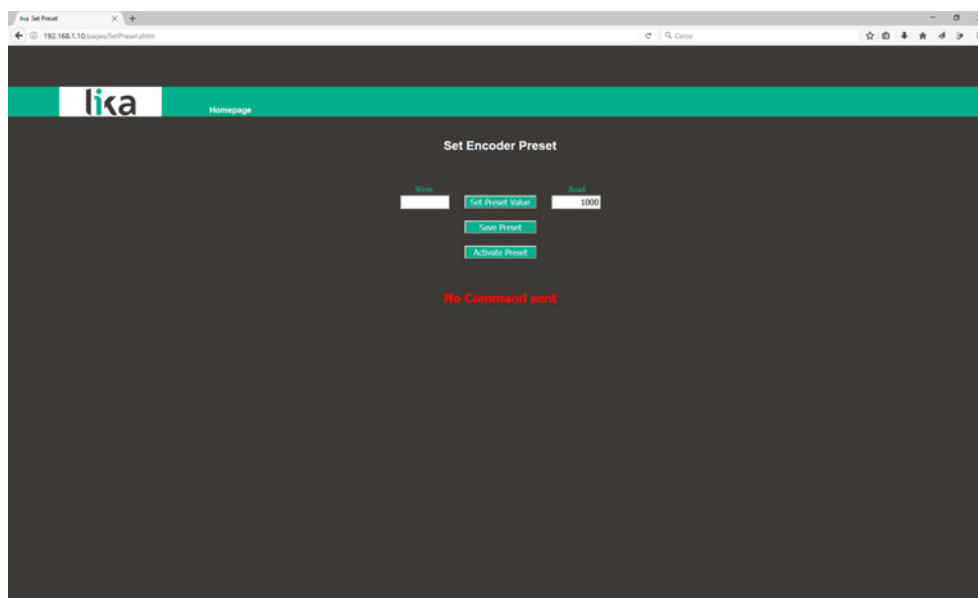 lika Set Preset
192.168.1.10/pages/SetPreset.shtm
Cerca
lika
Homepage
Set Encoder Preset
Write
Read
Set Preset Value
1000
Save Preset
Activate Preset
No Command sent